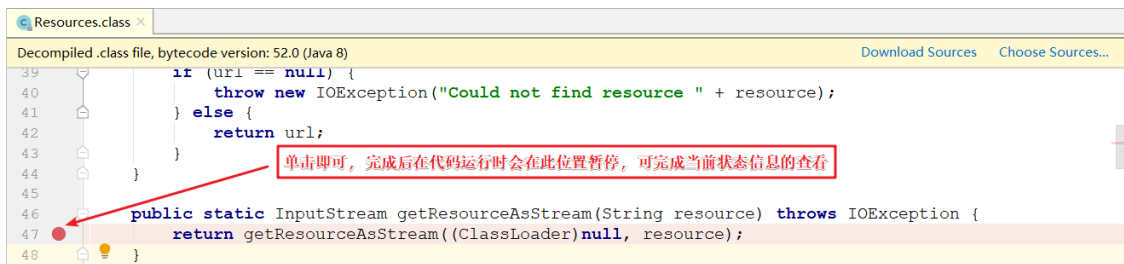 Resources.class
Decompiled .class file, bytecode version: 52.0 (Java 8) Download Sources Choose Sources...
39 if (url == null) {
40 throw new IOException("Could not find resource " + resource);
41 } else {
42 return url;
43 }
单击即可，完成后在代码运行时会在此位置暂停，可完成当前状态信息的查看
44 }
45
46 public static InputStream getResourceAsStream(String resource) throws IOException {
47 return getResourceAsStream((ClassLoader)null, resource);
48 }